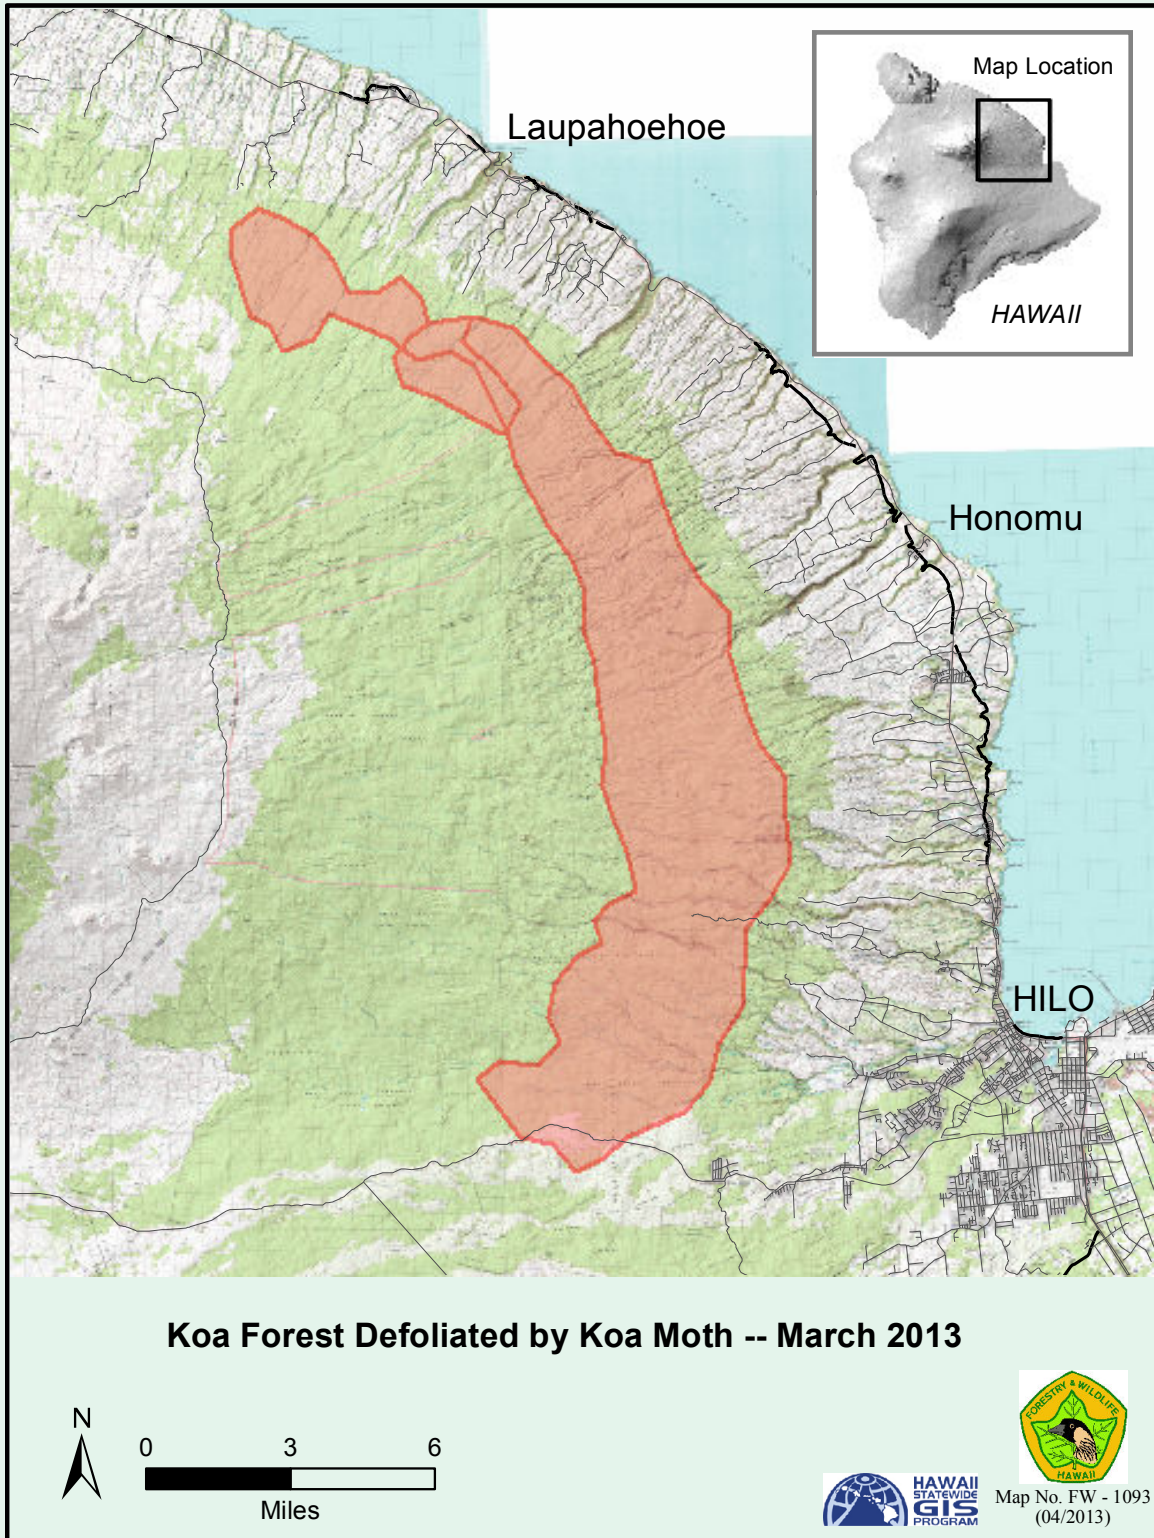 Map Location
HAWAII
Laupahoehoe
Honomu
HILO
Koa Forest Defoliated by Koa Moth -- March 2013
N
0 3 6
Miles
HAWAII
STATEWIDE
GIS
PROGRAM
FORESTRY & WILDLIFE
HAWAII
Map No. FW - 1093
(04/2013)